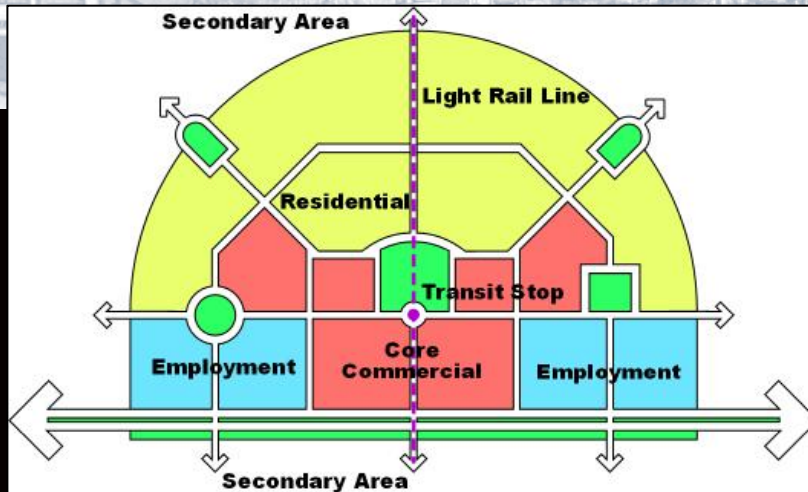 Secondary Area
Light Rail Line
Residential
Transit Stop
Core
Commercial
Employment
Employment
Secondary Area